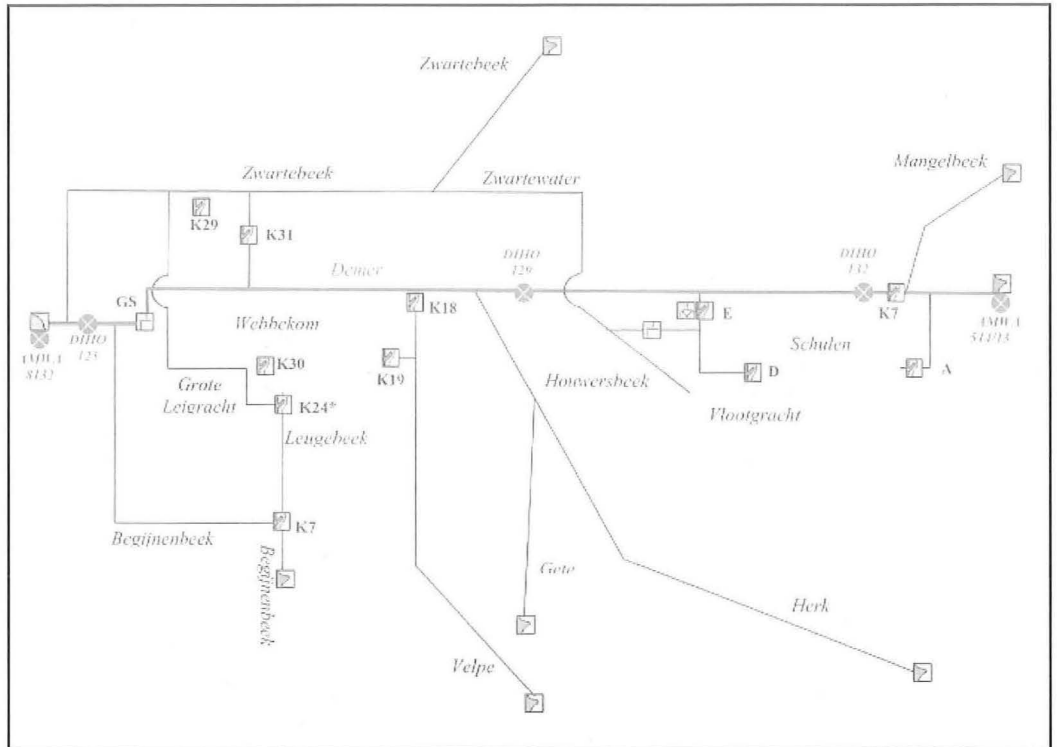 Zwartebeek
Mangelbeek
Zwartebeek
Zwartewater
K29
K31
Demer
DIHO
129
DIHO
132
GS
K18
E
K7
DIHO
123
Webbekom
Schulen
K19
K30
D
A
Grote
Leigracht
K24*
Houwersbeek
Vlootgracht
Leugebeek
K7
Begijnenbeek
Begijnenbeek
Gete
Herk
Velpe